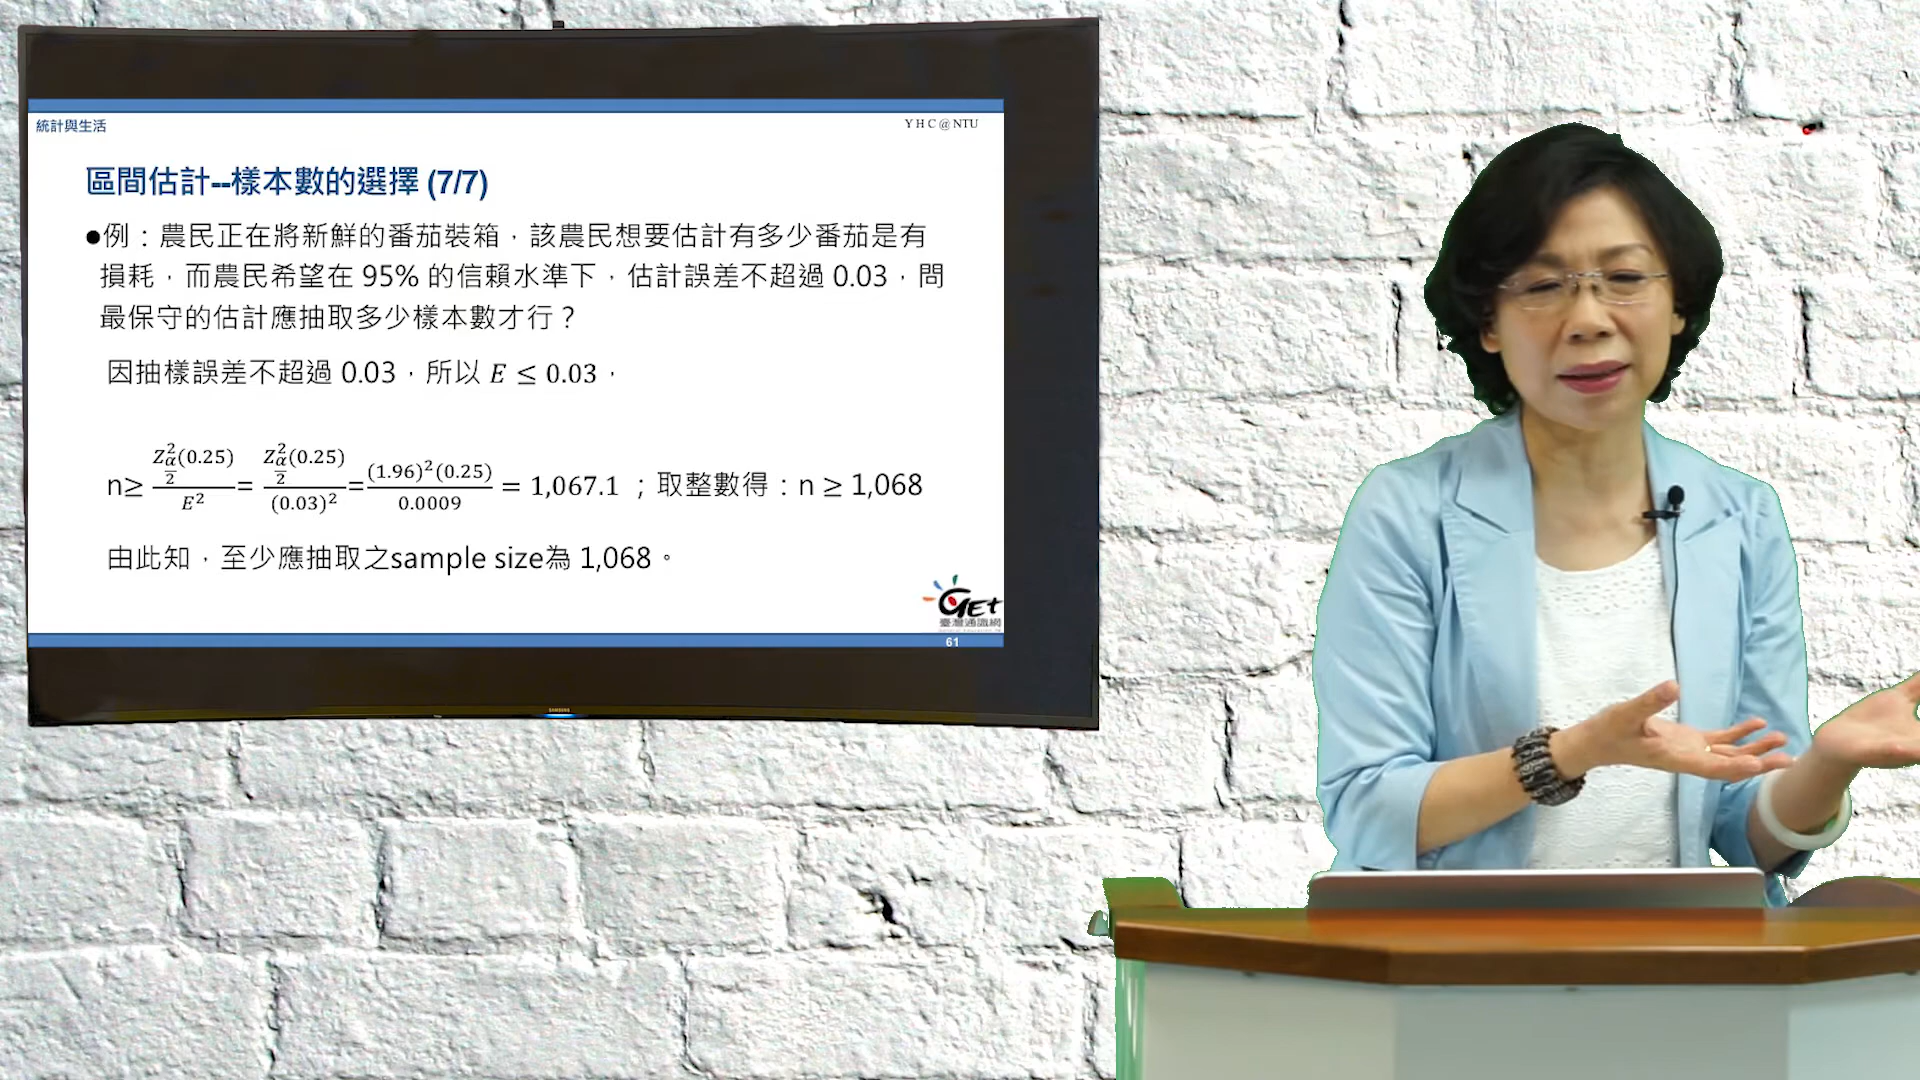 統計與生活
Y H C @ NTU
區間估計--樣本數的選擇 (7/7)
●例：農民正在將新鮮的番茄裝箱，該農民想要估計有多少番茄是有
損耗，而農民希望在 95% 的信賴水準下，估計誤差不超過 0.03，問
最保守的估計應抽取多少樣本數才行？
因抽樣誤差不超過 0.03，所以 E ≤ 0.03，
n≥ Z²_{α/2}(0.25)/E² = Z²_{α/2}(0.25)/(0.03)² = (1.96)²(0.25)/0.0009 = 1,067.1 ；取整數得：n ≥ 1,068
由此知，至少應抽取之sample size為 1,068。
GEt
臺灣通識網
61
SAMSUNG